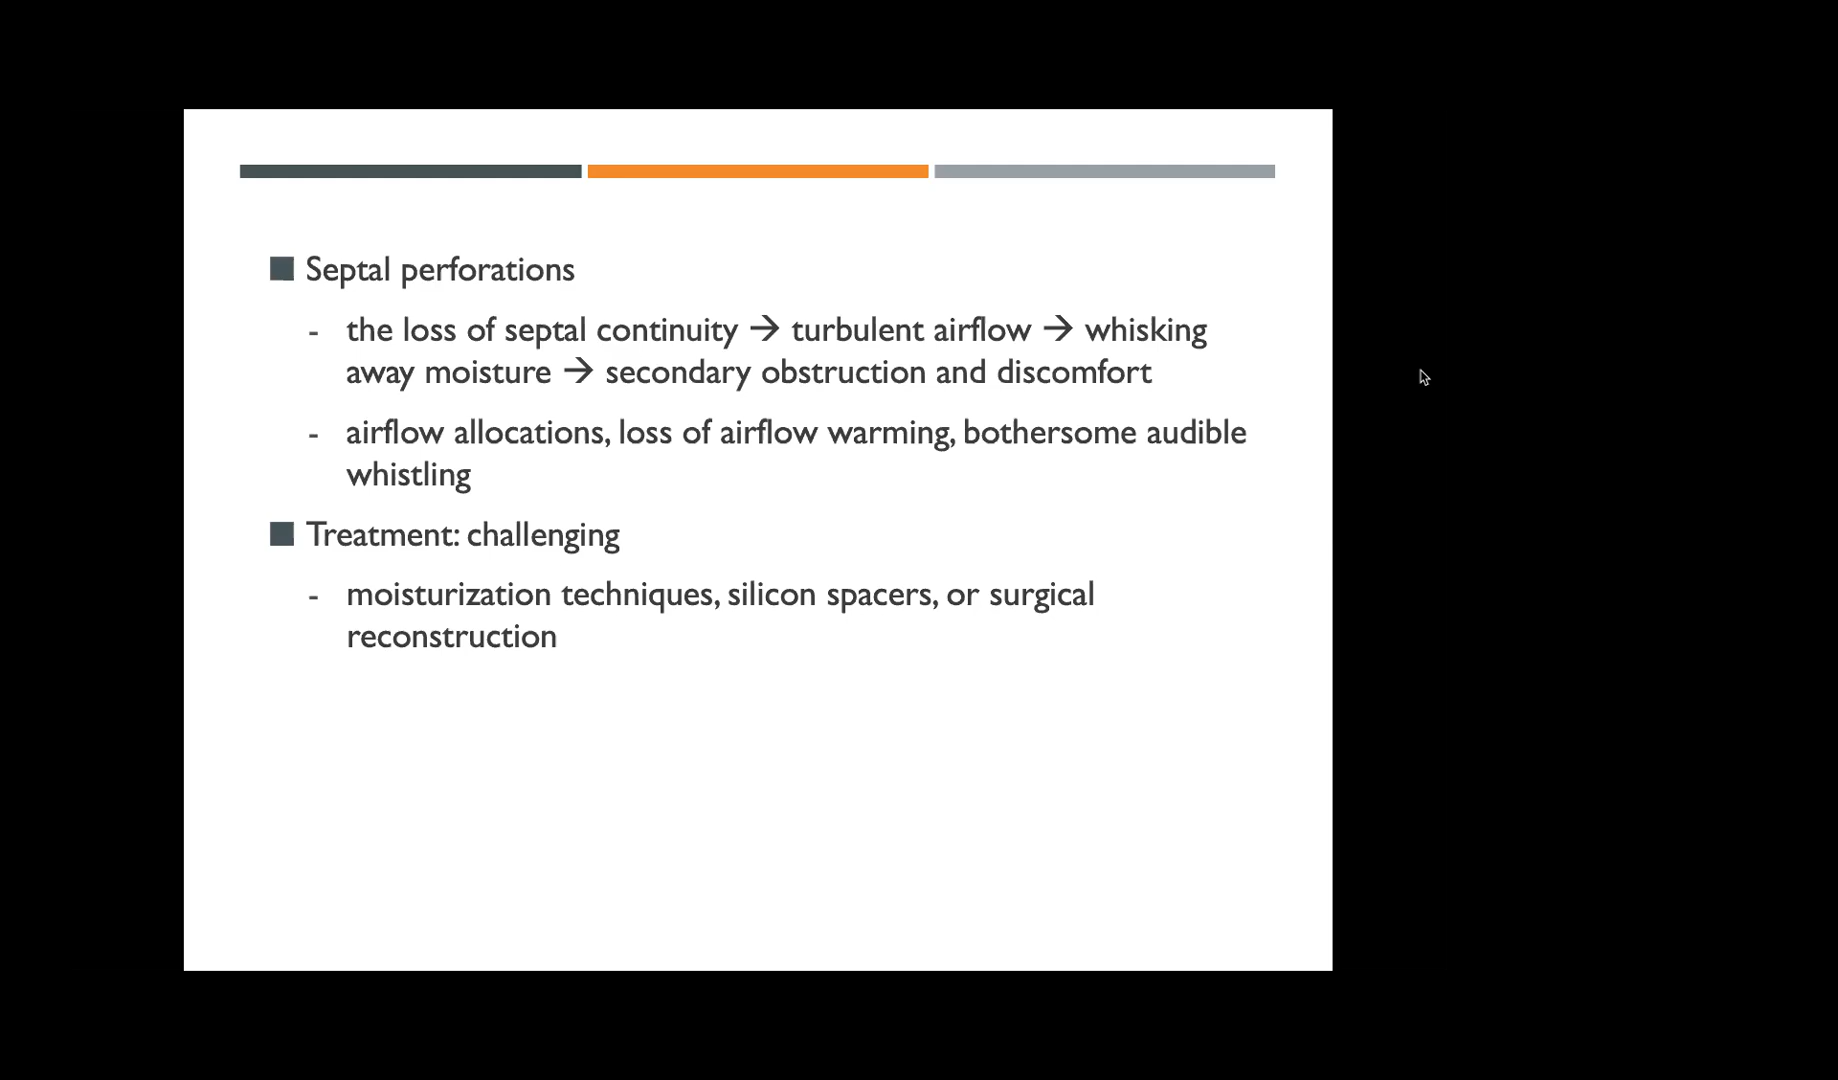 Septal perforations
- the loss of septal continuity → turbulent airflow → whisking
away moisture → secondary obstruction and discomfort
- airflow allocations, loss of airflow warming, bothersome audible
whistling
Treatment: challenging
- moisturization techniques, silicon spacers, or surgical
reconstruction